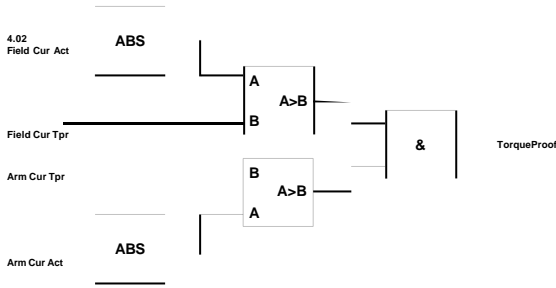 4.02
Field Cur Act
ABS
A
A>B
B
Field Cur Tpr
&
TorqueProof
Arm Cur Tpr
B
A>B
A
ABS
Arm Cur Act